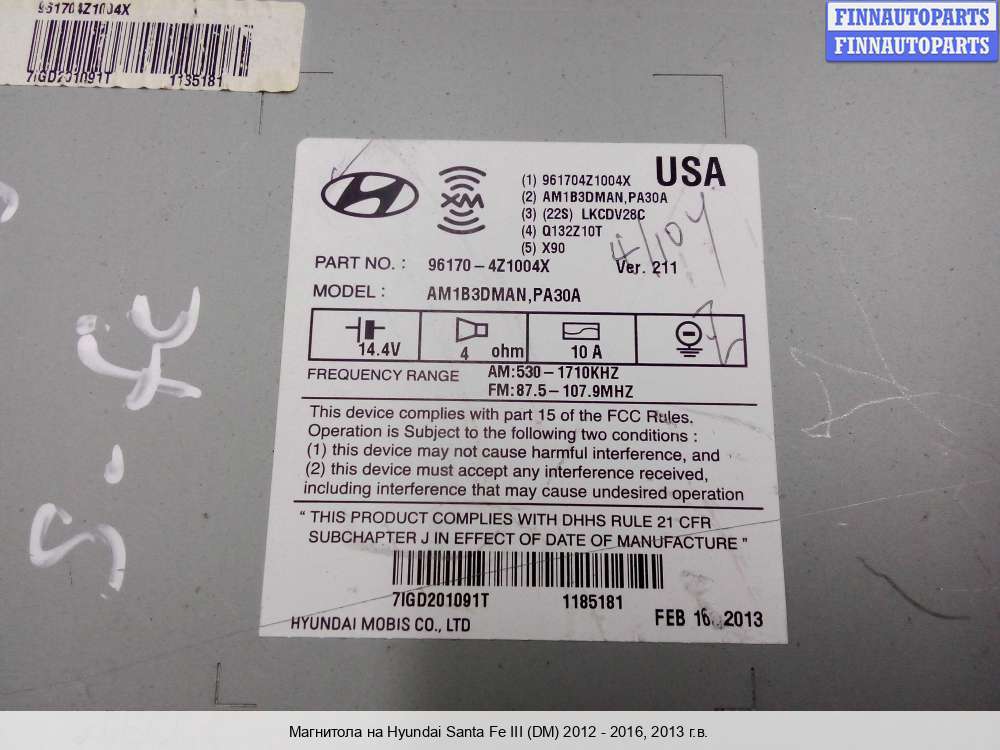 961704Z1004X
7IGD201091T 1185181
FINNAUTOPARTS
FINNAUTOPARTS
USA
XM
(1) 961704Z1004X
(2) AM1B3DMAN,PA30A
(3) (22S) LKCDV28C
(4) Q132Z10T
(5) X90
PART NO. : 96170-4Z1004X Ver. 211
MODEL : AM1B3DMAN,PA30A
14.4V 4 ohm 10 A
FREQUENCY RANGE AM:530-1710KHZ
FM:87.5-107.9MHZ
This device complies with part 15 of the FCC Rules.
Operation is Subject to the following two conditions :
(1) this device may not cause harmful interference, and
(2) this device must accept any interference received,
including interference that may cause undesired operation
" THIS PRODUCT COMPLIES WITH DHHS RULE 21 CFR
SUBCHAPTER J IN EFFECT OF DATE OF MANUFACTURE "
7IGD201091T 1185181
HYUNDAI MOBIS CO., LTD FEB 16. 2013
Магнитола на Hyundai Santa Fe III (DM) 2012 - 2016, 2013 г.в.